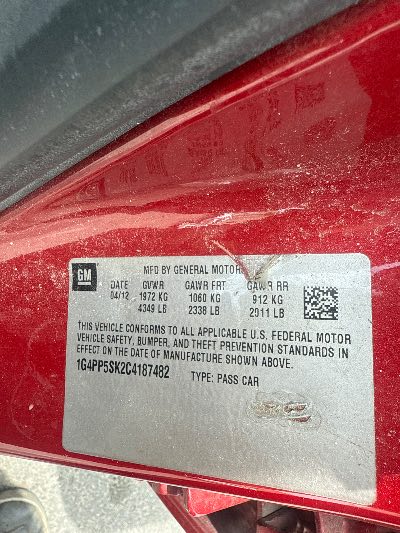 GM
MFD BY GENERAL MOTORS
DATE GVWR GAWR FRT GAWR RR
04/12 1972 KG 1060 KG 912 KG
4349 LB 2338 LB 2011 LB
THIS VEHICLE CONFORMS TO ALL APPLICABLE U.S. FEDERAL MOTOR
VEHICLE SAFETY, BUMPER, AND THEFT PREVENTION STANDARDS IN
EFFECT ON THE DATE OF MANUFACTURE SHOWN ABOVE.
1G4PP5SK2C4187482 TYPE: PASS CAR